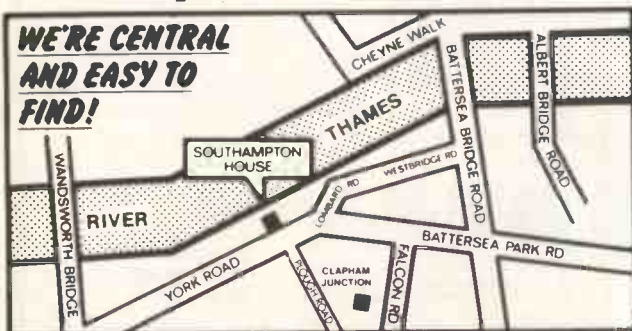 WE'RE CENTRAL
AND EASY TO
FIND!
CHEYNE WALK
BATTERSEA BRIDGE ROAD
ALBERT BRIDGE ROAD
THAMES
SOUTHAMPTON
HOUSE
WANDSWORTH BRIDGE
RIVER
LOMBARD RD
WESTBRIDGE RD
YORK ROAD
PLOUGH ROAD
CLAPHAM
JUNCTION
FALCON RD
BATTERSEA PARK RD